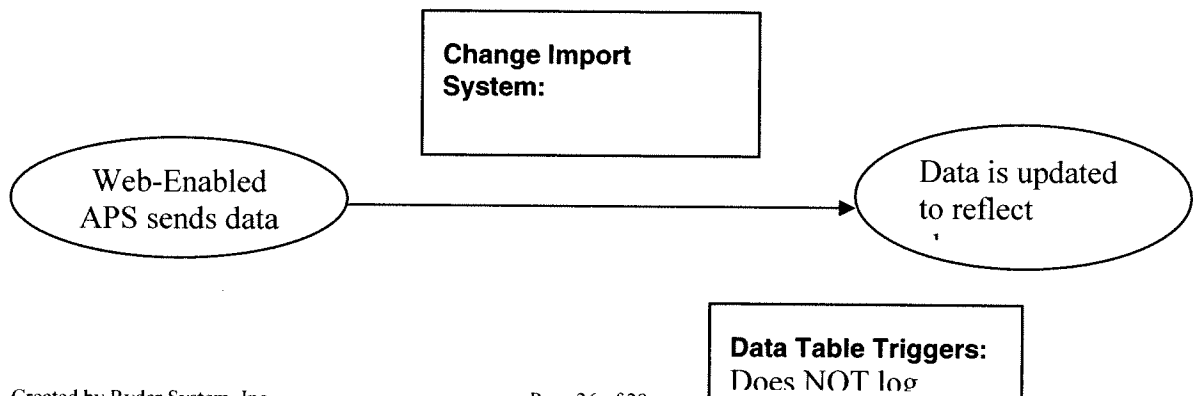 Change Import
System:
Web-Enabled
APS sends data
Data is updated
to reflect
Data Table Triggers:
Does NOT log
Created by Ryder System, Inc